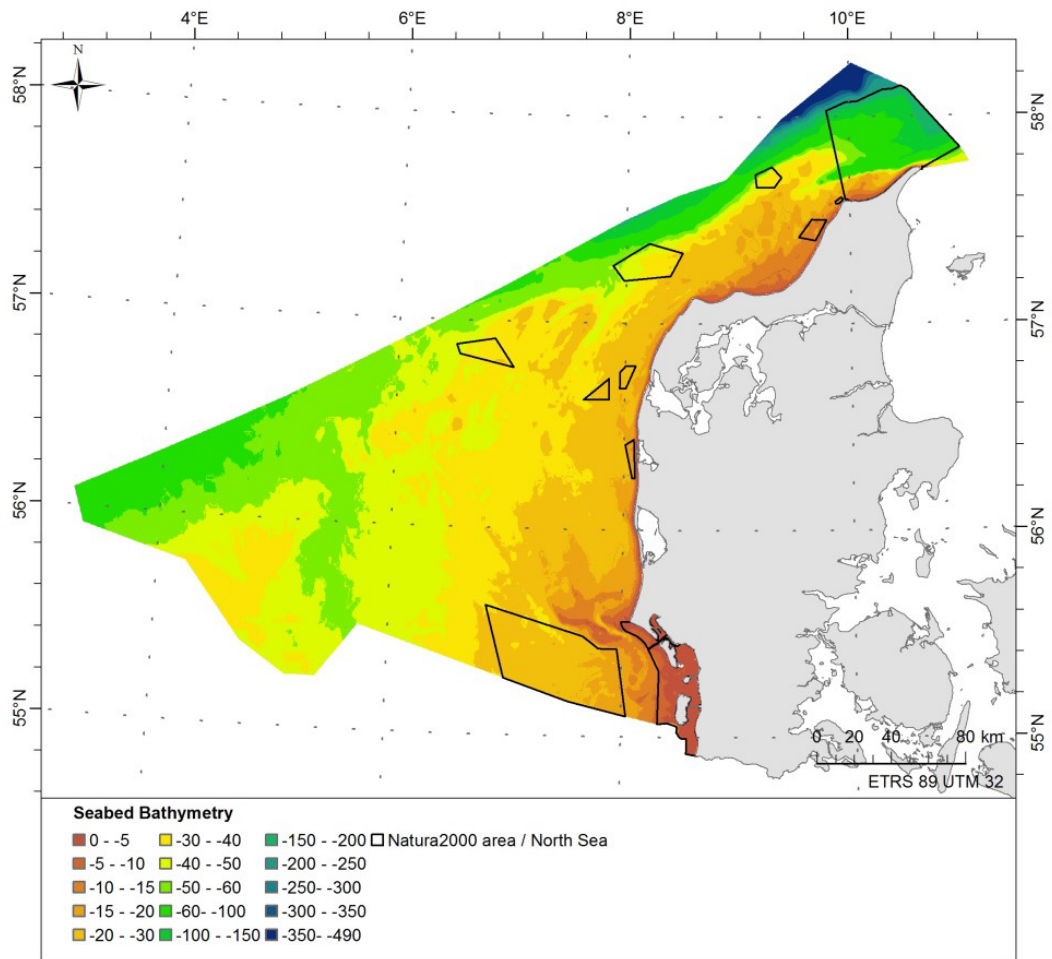 4°E 6°E 8°E 10°E
N
58°N 58°N
57°N 57°N
56°N 56°N
55°N 55°N
0 20 40 80 km
ETRS 89 UTM 32
Seabed Bathymetry
0 - -5 -30 - -40 -150 - -200 Natura2000 area / North Sea
-5 - -10 -40 - -50 -200 - -250
-10 - -15 -50 - -60 -250- -300
-15 - -20 -60- -100 -300 - -350
-20 - -30 -100 - -150 -350- -490